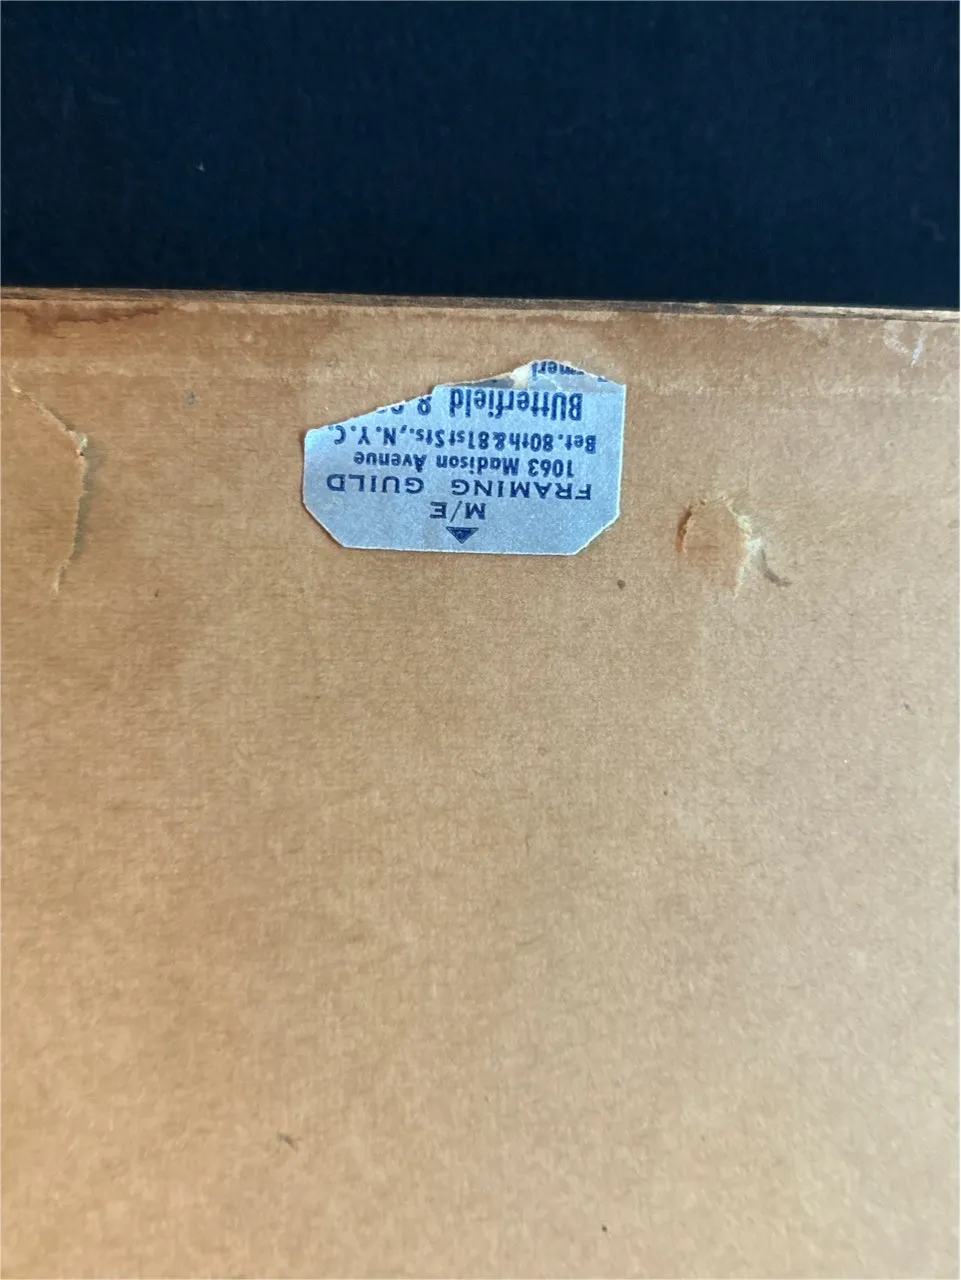 M/E
FRAMING GUILD
1063 Madison Avenue
Bet. 80th & 81st Sts., N. Y. C.
BUtterfield 8